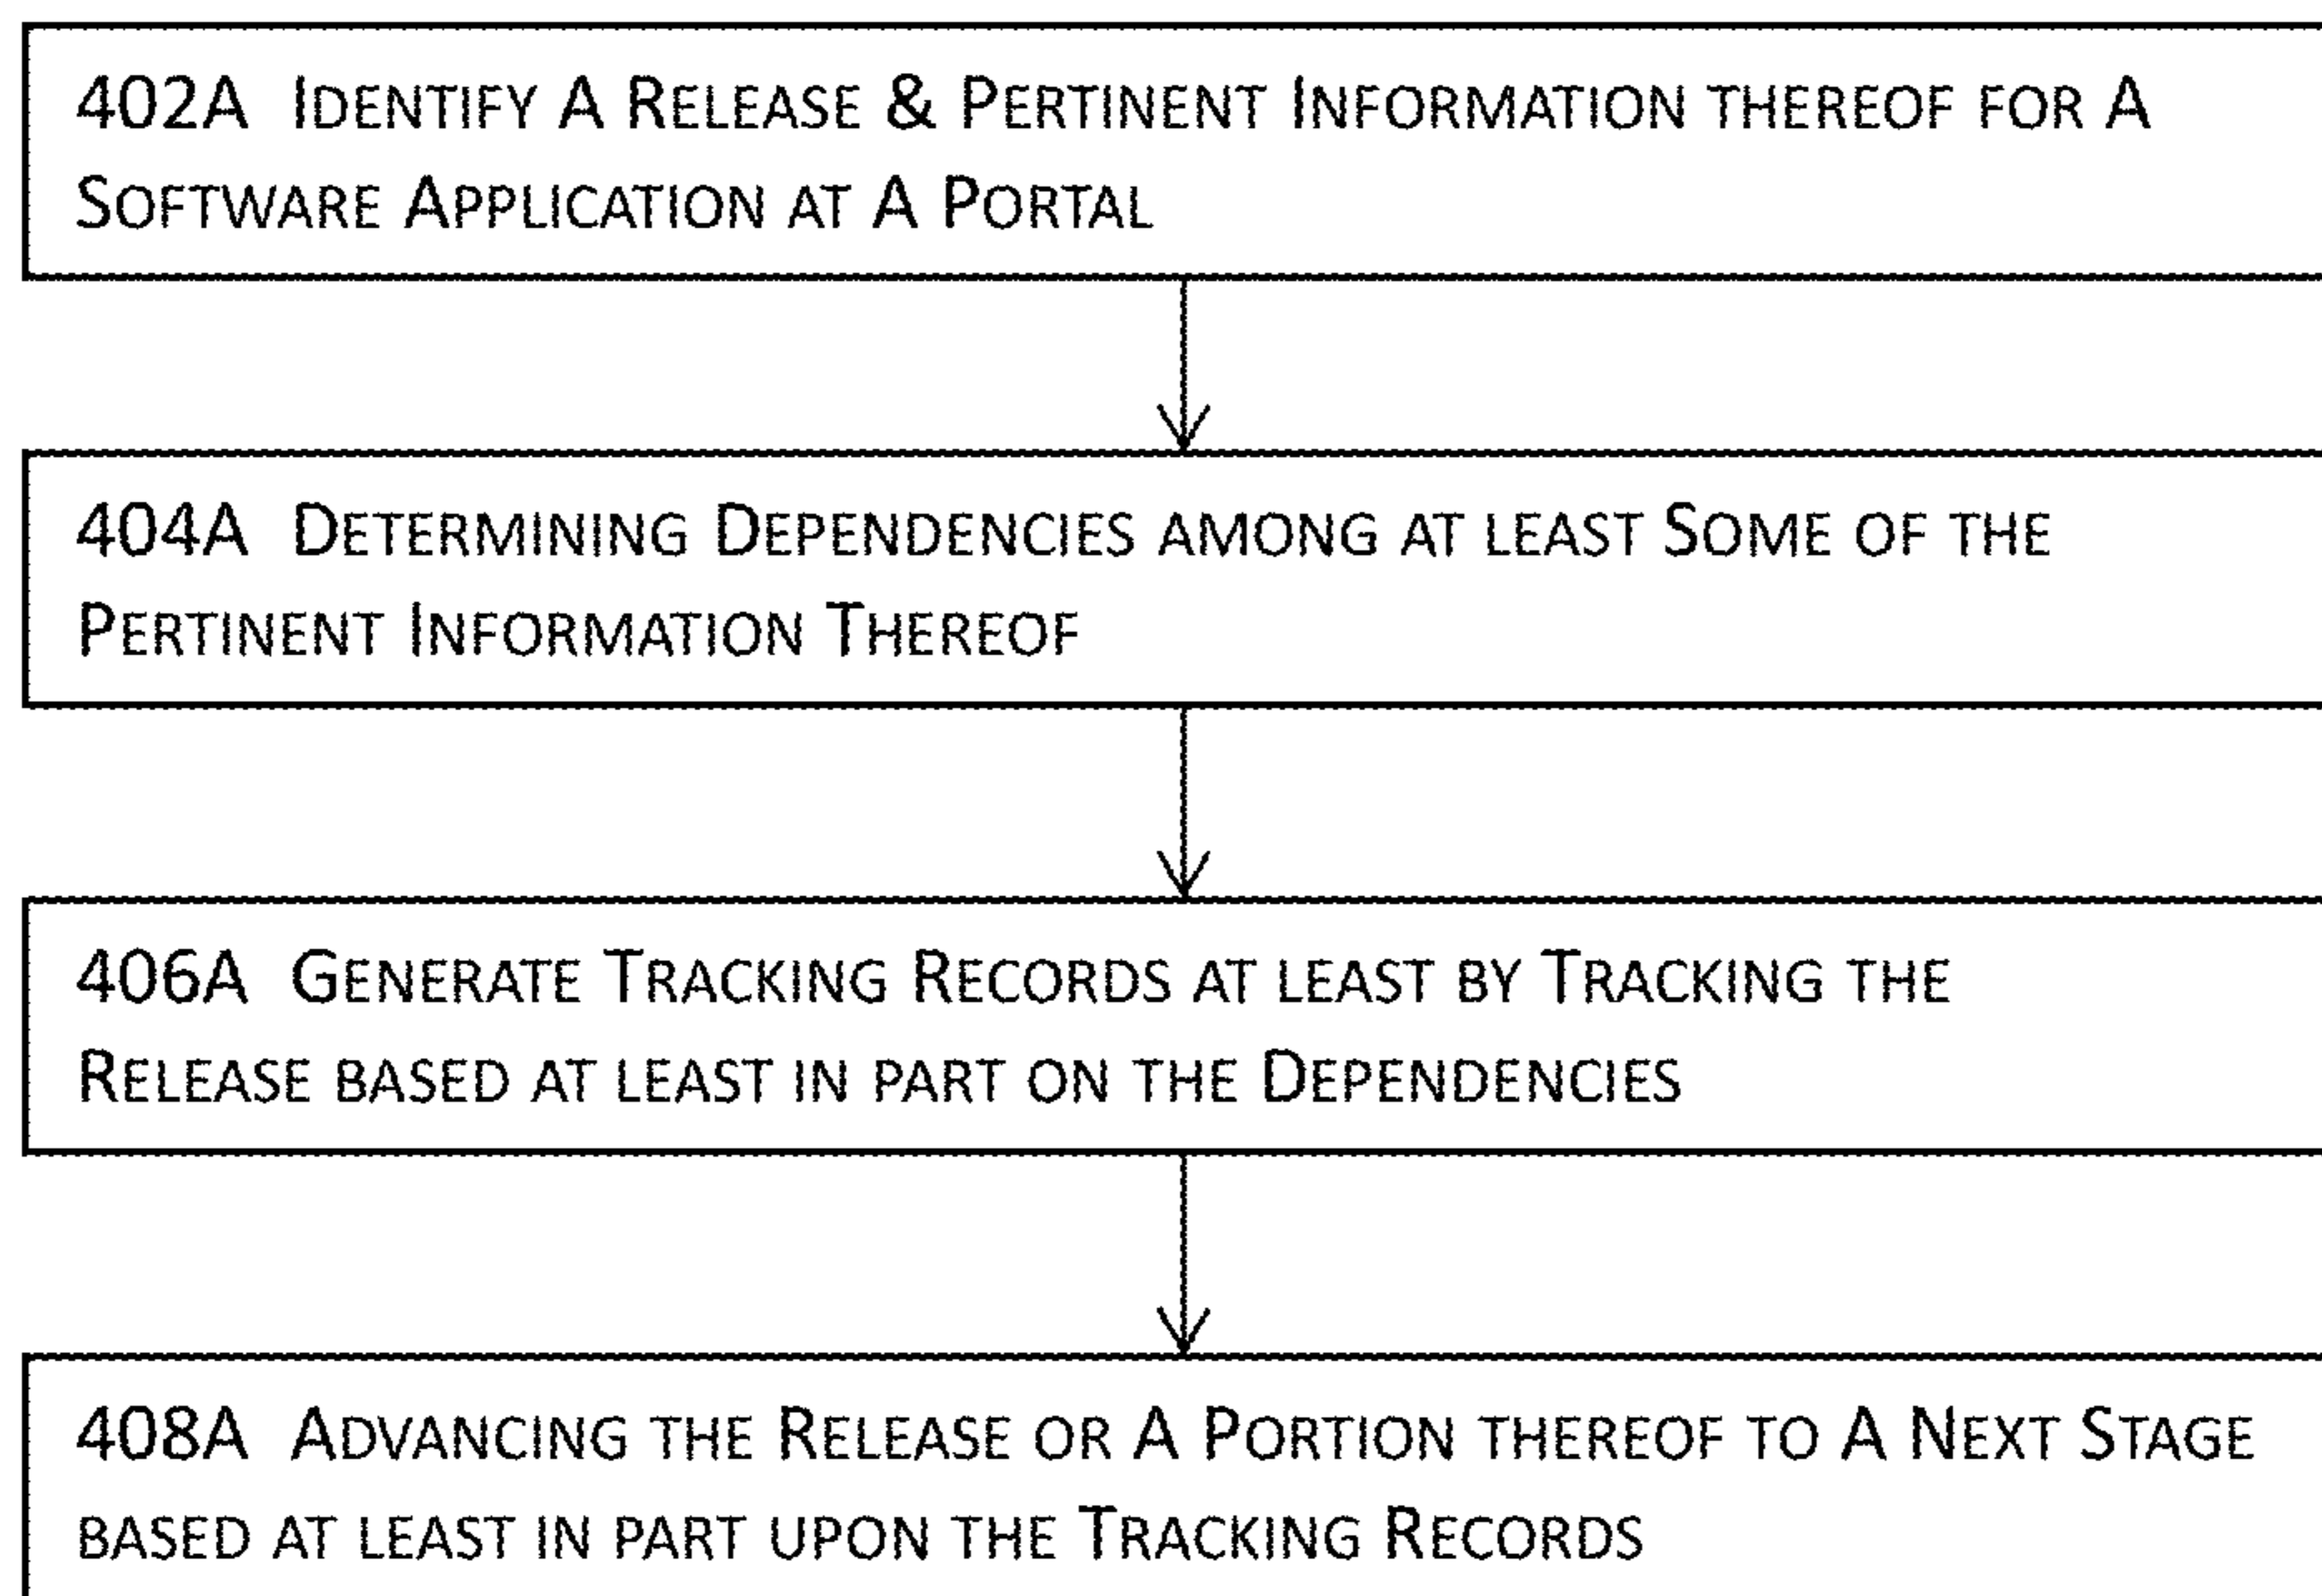 402A Identify A Release & Pertinent Information thereof for A
Software Application at A Portal
404A Determining Dependencies among at least Some of the
Pertinent Information Thereof
406A Generate Tracking Records at least by Tracking the
Release based at least in part on the Dependencies
408A Advancing the Release or A Portion thereof to A Next Stage
based at least in part upon the Tracking Records